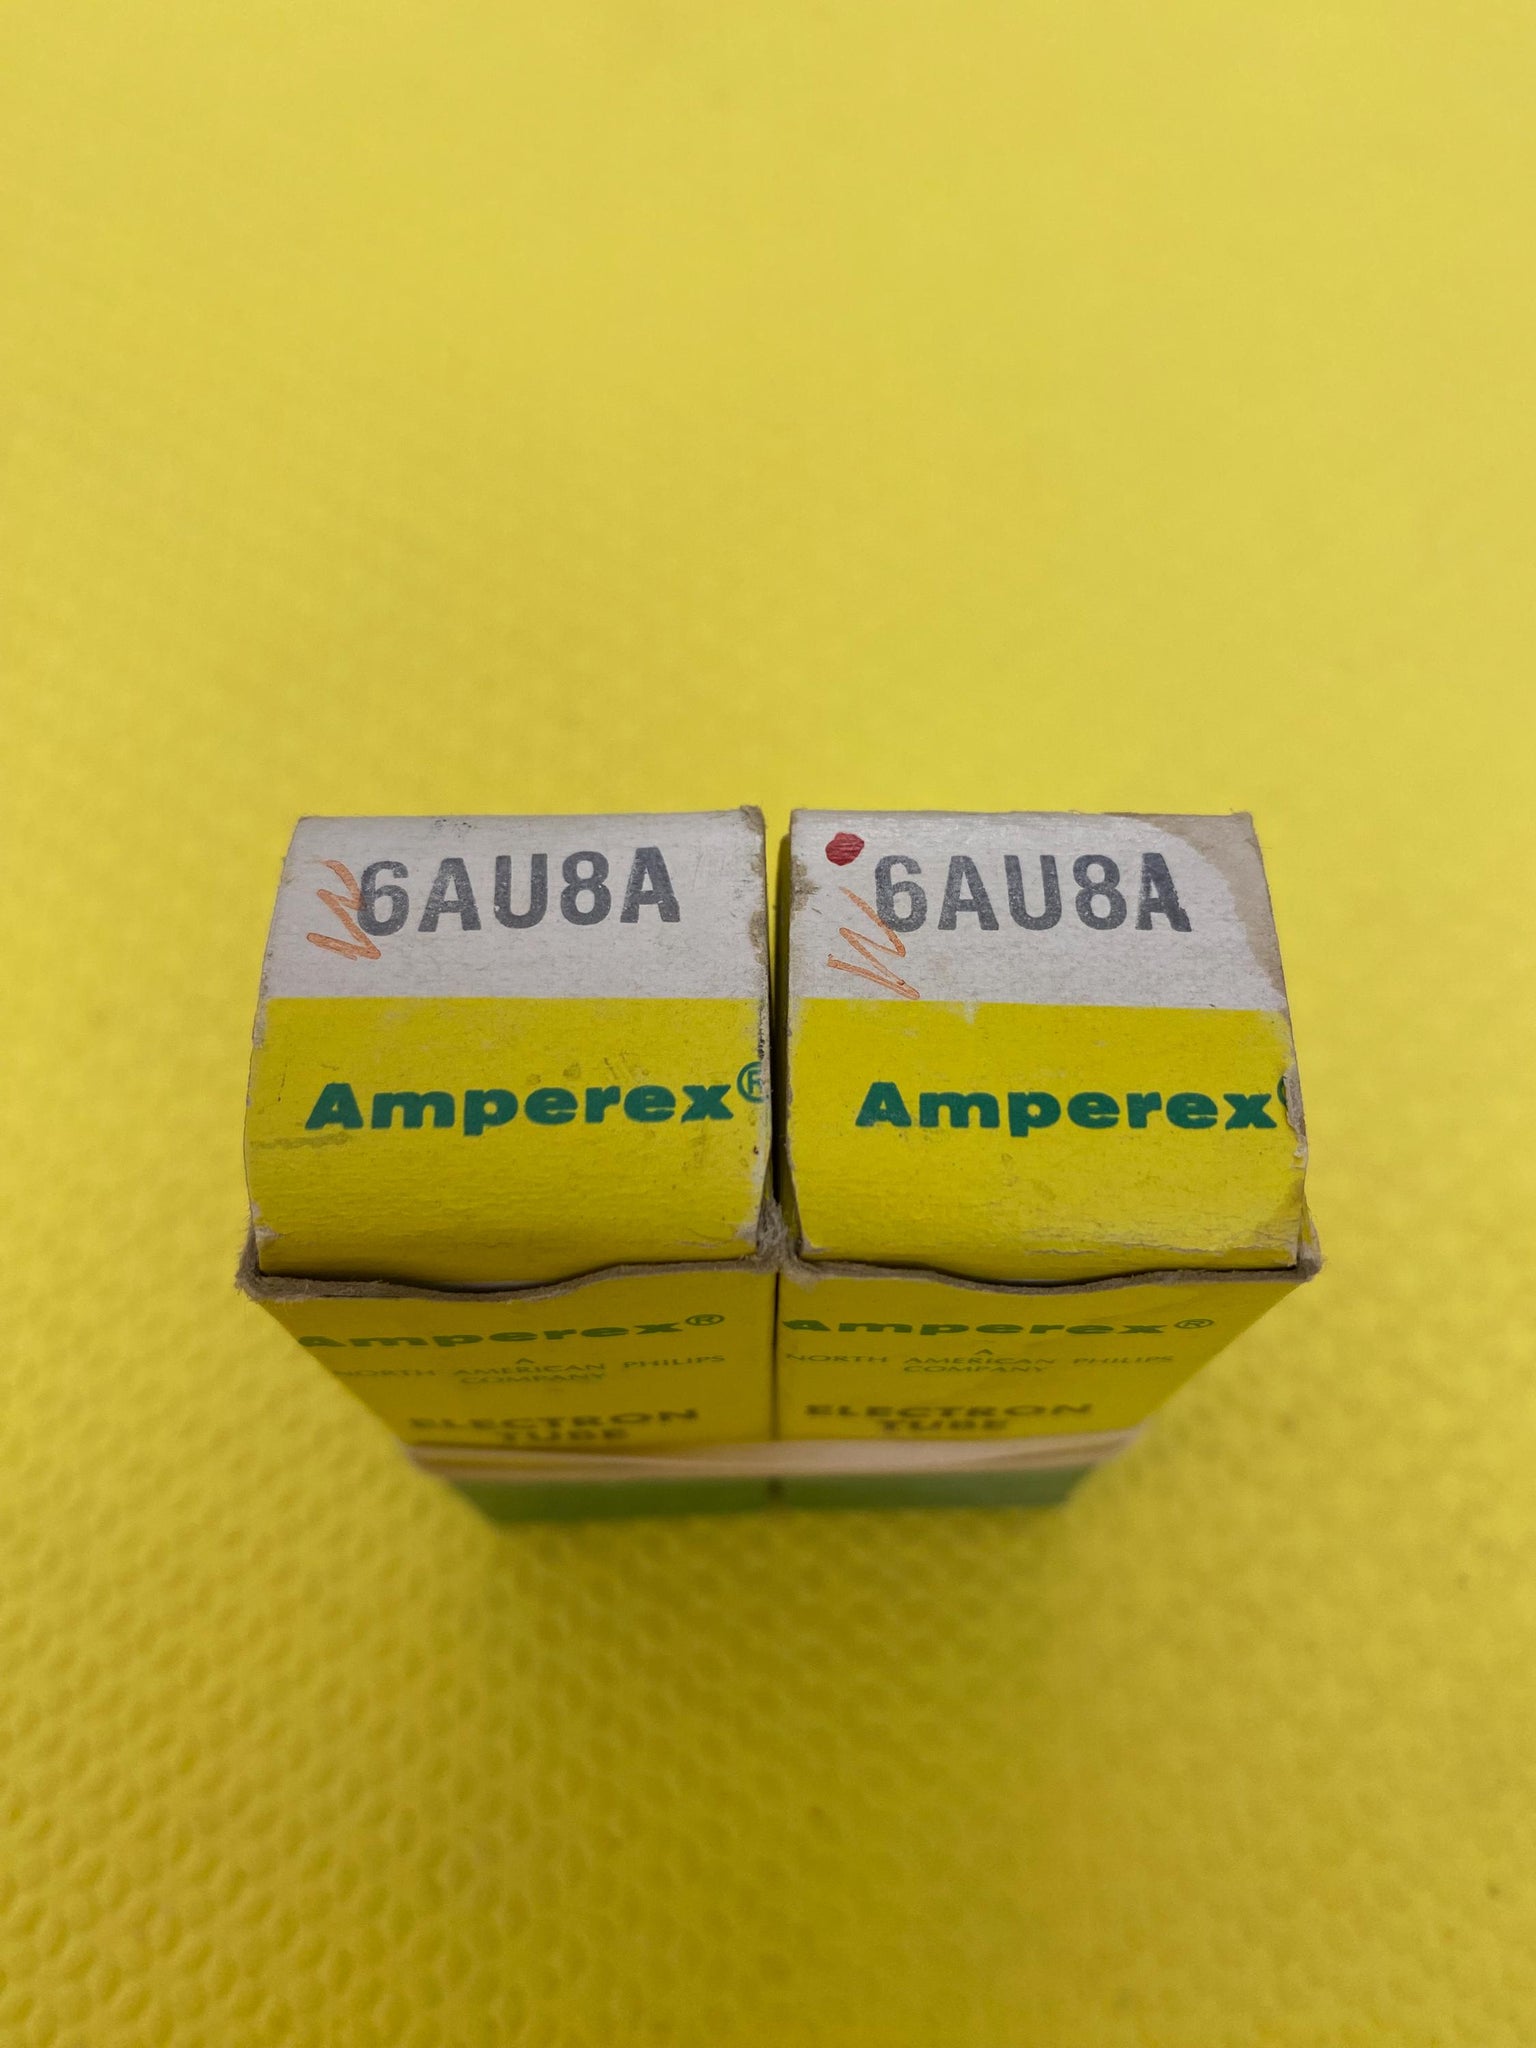 6AU8A
Amperex®
Amperex®
A
NORTH AMERICAN PHILIPS
COMPANY
ELECTRON
TUBE
6AU8A
Amperex
Amperex®
A
NORTH AMERICAN PHILIPS
COMPANY
ELECTRON
TUBE